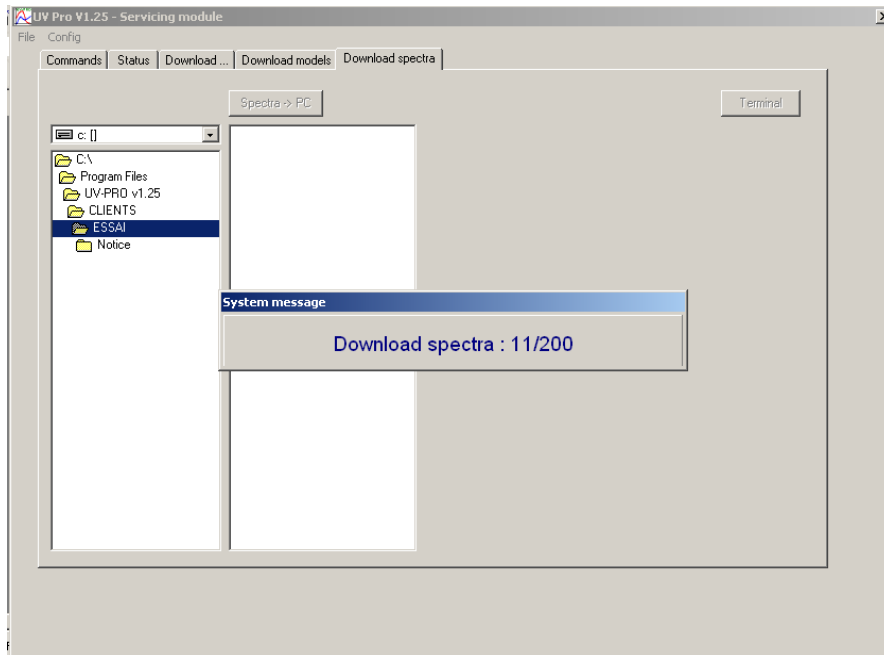 UV Pro V1.25 - Servicing module
File Config
Commands Status Download ... Download models Download spectra
Spectra -> PC Terminal
c: []
C:\
Program Files
UV-PRO v1.25
CLIENTS
ESSAI
Notice
System message
Download spectra : 11/200